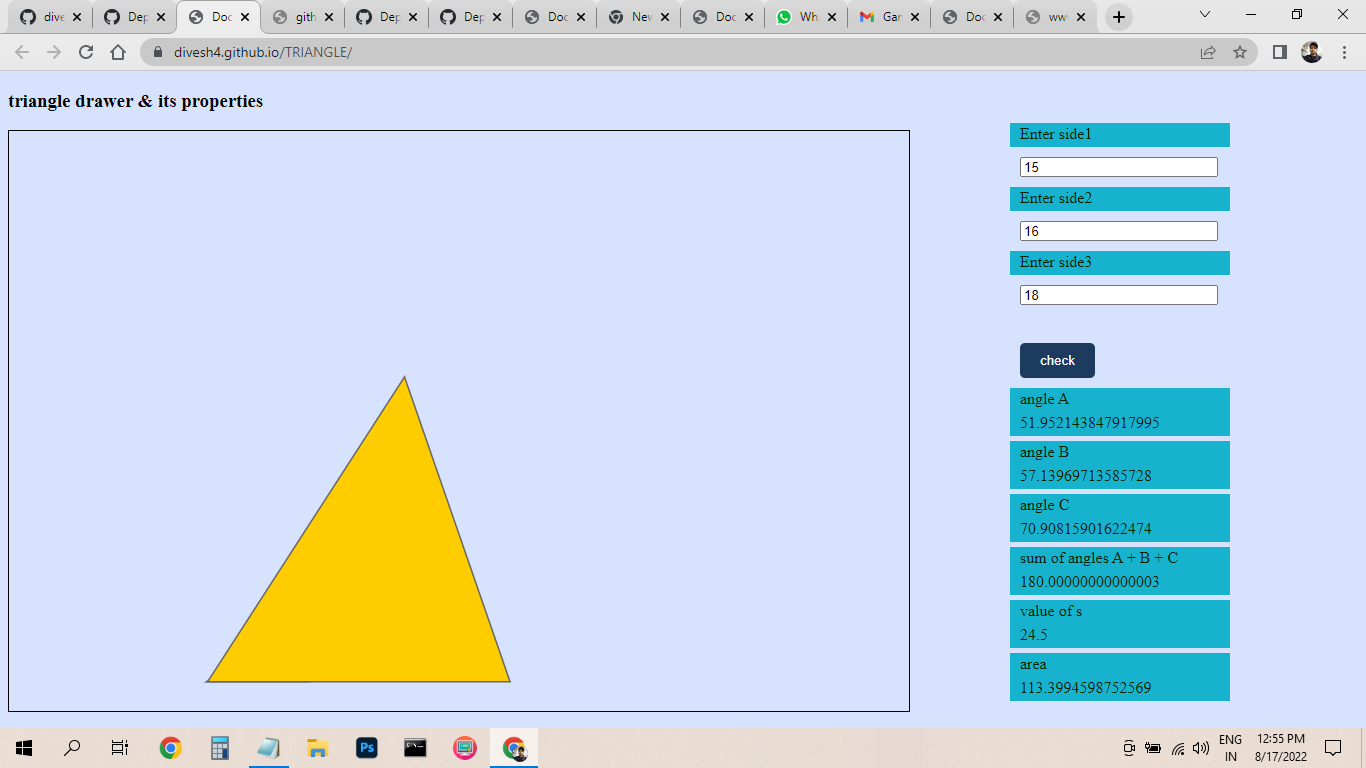 dive
Dep
Doc
gith
Dep
Dep
Doc
Nev
Doc
Wha
Gar
Doc
ww
divesh4.github.io/TRIANGLE/
triangle drawer & its properties
Enter side1
15
Enter side2
16
Enter side3
18
check
angle A
51.952143847917995
angle B
57.13969713585728
angle C
70.90815901622474
sum of angles A + B + C
180.00000000000003
value of s
24.5
area
113.3994598752569
Ps
ENG
IN
12:55 PM
8/17/2022